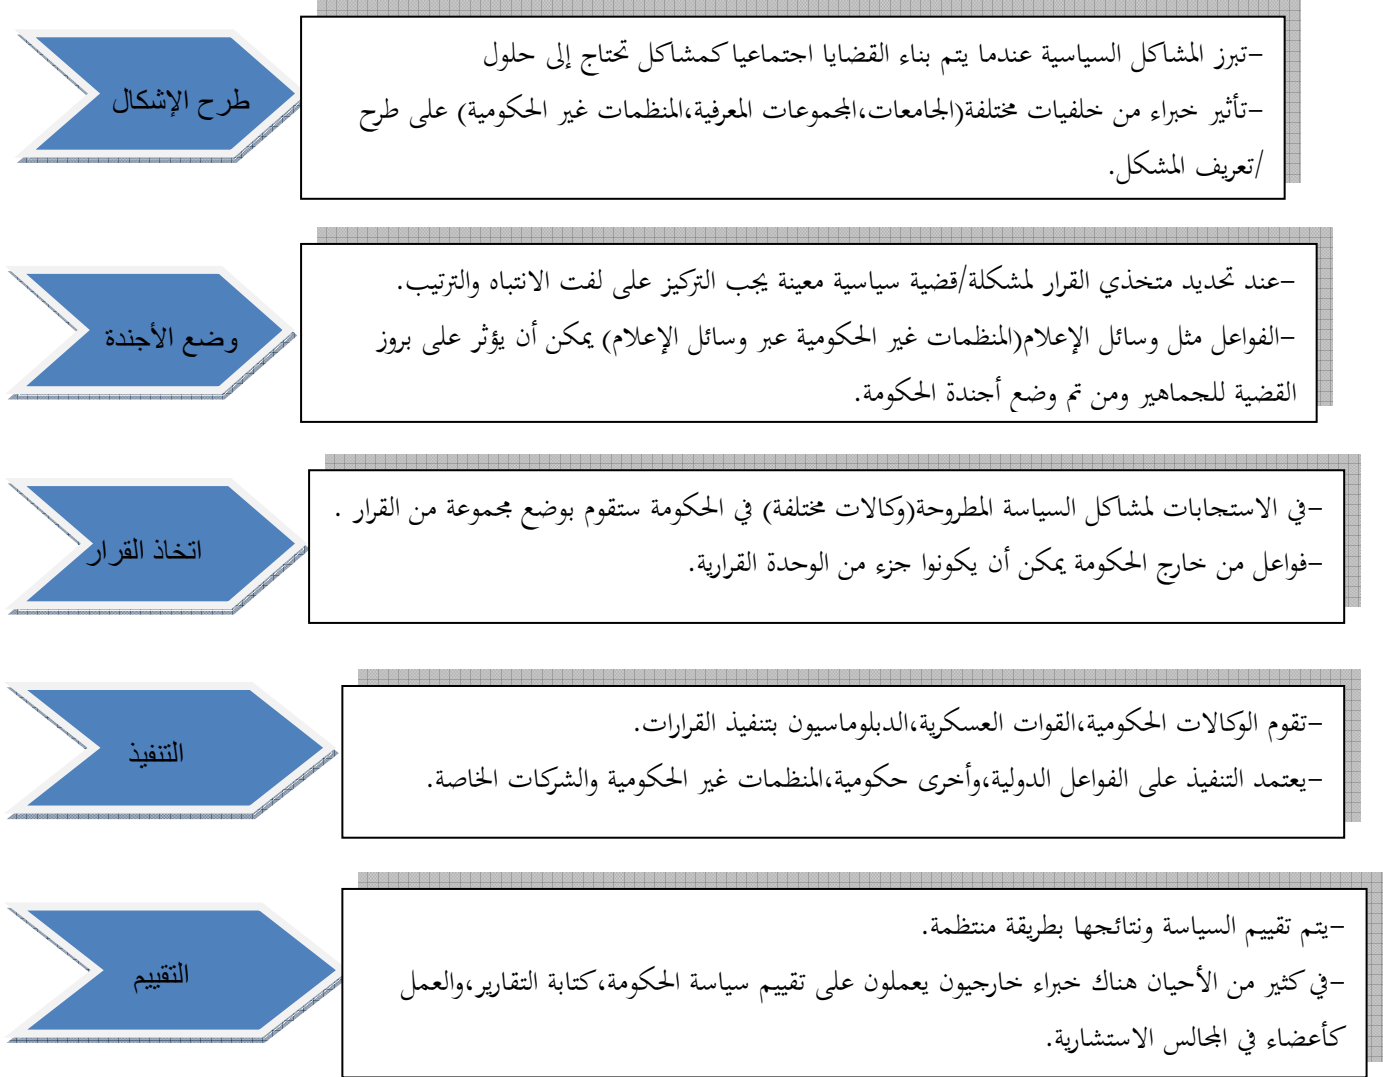 طرح الإشكال
-تبرز المشاكل السياسية عندما يتم بناء القضايا اجتماعيا كمشاكل تحتاج إلى حلول
-تأثير خبراء من خلفيات مختلفة(الجامعات،المجموعات المعرفية،المنظمات غير الحكومية) على طرح
/تعريف المشكل.
وضع الأجندة
-عند تحديد متخذي القرار لمشكلة/قضية سياسية معينة يجب التركيز على لفت الانتباه والترتيب.
-الفواعل مثل وسائل الإعلام(المنظمات غير الحكومية عبر وسائل الإعلام) يمكن أن يؤثر على بروز
القضية للجماهير ومن تم وضع أجندة الحكومة.
اتخاذ القرار
-في الاستجابات لمشاكل السياسة المطروحة(وكالات مختلفة) في الحكومة ستقوم بوضع مجموعة من القرار .
-فواعل من خارج الحكومة يمكن أن يكونوا جزء من الوحدة القرارية.
التنفيذ
-تقوم الوكالات الحكومية،القوات العسكرية،الدبلوماسيون بتنفيذ القرارات.
-يعتمد التنفيذ على الفواعل الدولية،وأخرى حكومية،المنظمات غير الحكومية والشركات الخاصة.
التقييم
-يتم تقييم السياسة ونتائجها بطريقة منتظمة.
-في كثير من الأحيان هناك خبراء خارجيون يعملون على تقييم سياسة الحكومة،كتابة التقارير،والعمل
كأعضاء في المجالس الاستشارية.